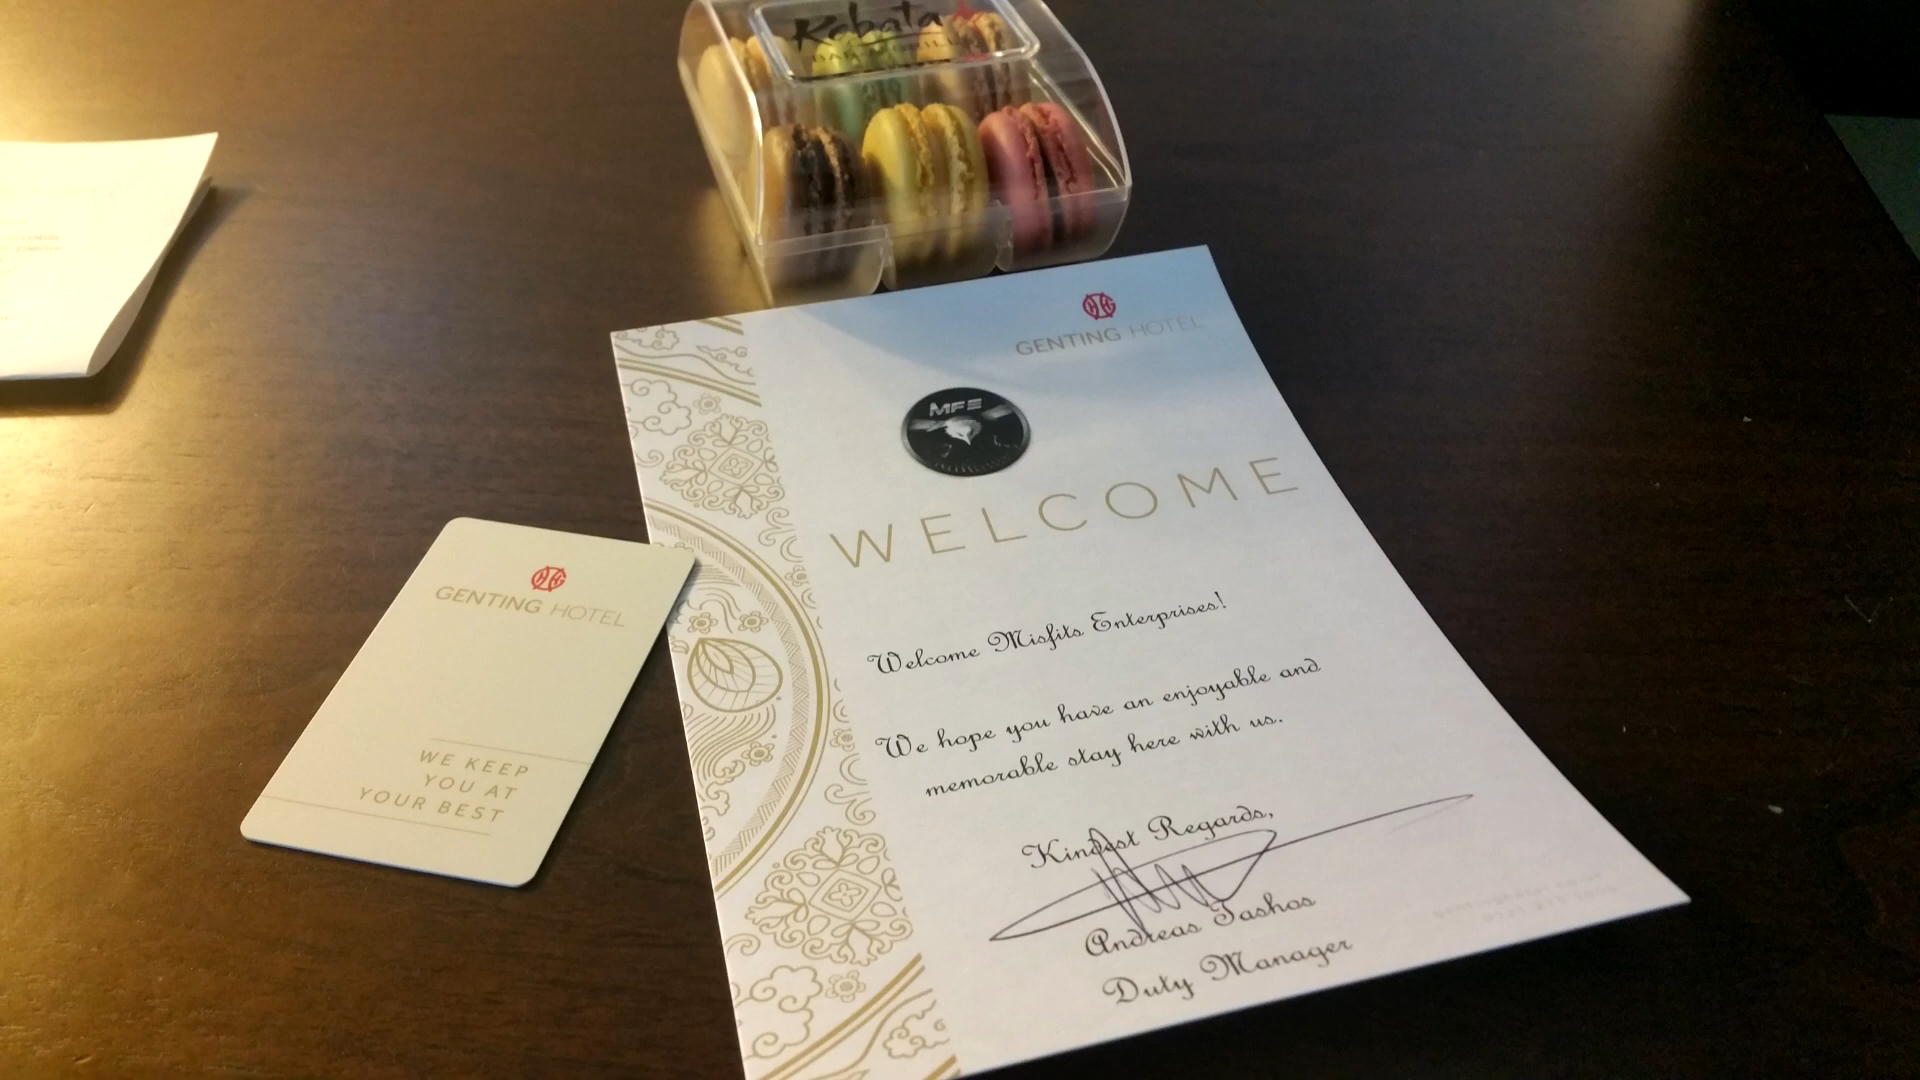 Kobata
GENTING HOTEL
MFE
WELCOME
Welcome Misfits Enterprises!
We hope you have an enjoyable and
memorable stay here with us.
Kindest Regards,
Andreas Tashos
Duty Manager
GENTING HOTEL
WE KEEP
YOU AT
YOUR BEST